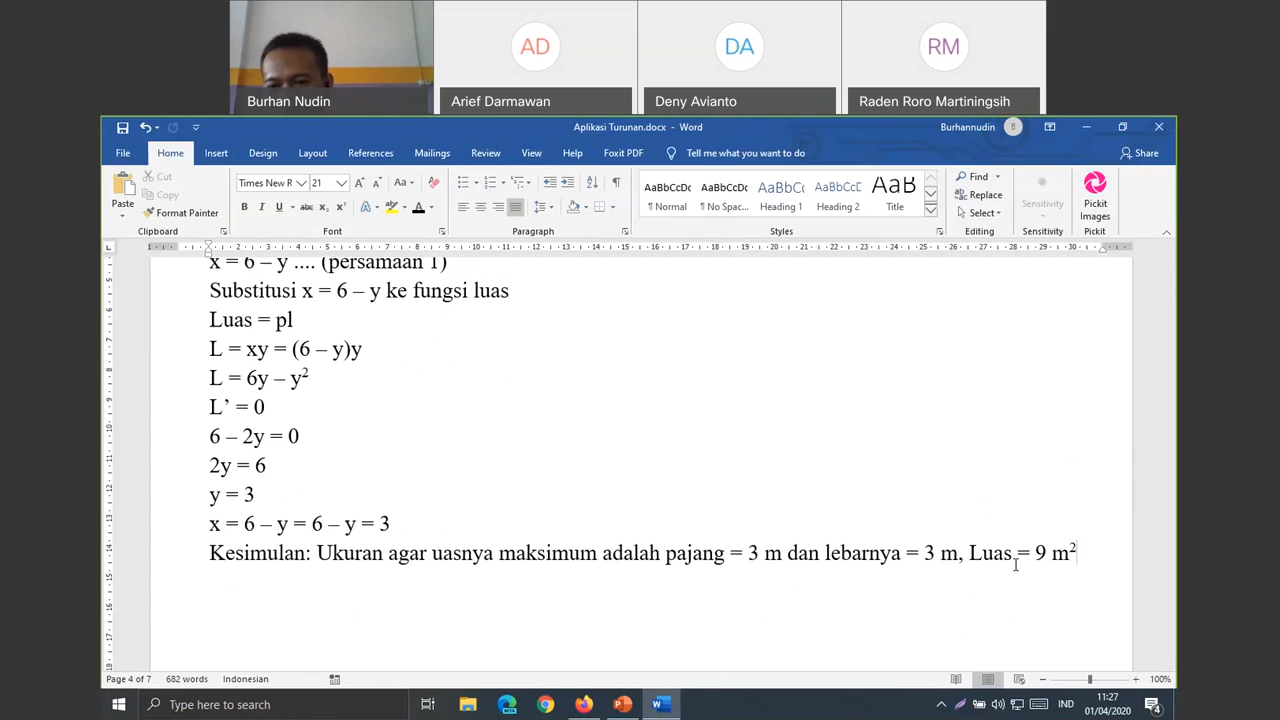 AD
DA
RM
Burhan Nudin
Arief Darmawan
Deny Avianto
Raden Roro Martiningsih
Aplikasi Turunan.docx - Word
Burhannudin
B
File Home Insert Design Layout References Mailings Review View Help Foxit PDF Tell me what you want to do Share
Paste
Cut
Copy
Format Painter
Clipboard
Times New R 21
Font
Paragraph
AaBbCcDc AaBbCcDc AaBbCc AaBbCcD AaB
¶ Normal ¶ No Spac... Heading 1 Heading 2 Title
Styles
Find
Replace
Select
Editing
Sensitivity
Sensitivity
Pickit Images
Pickit
x = 6 – y .... (persamaan 1)
Substitusi x = 6 – y ke fungsi luas
Luas = pl
L = xy = (6 – y)y
L = 6y – y²
L’ = 0
6 – 2y = 0
2y = 6
y = 3
x = 6 – y = 6 – y = 3
Kesimulan: Ukuran agar uasnya maksimum adalah pajang = 3 m dan lebarnya = 3 m, Luas = 9 m²
Page 4 of 7 682 words Indonesian 100%
Type here to search
IND
11:27
01/04/2020
4